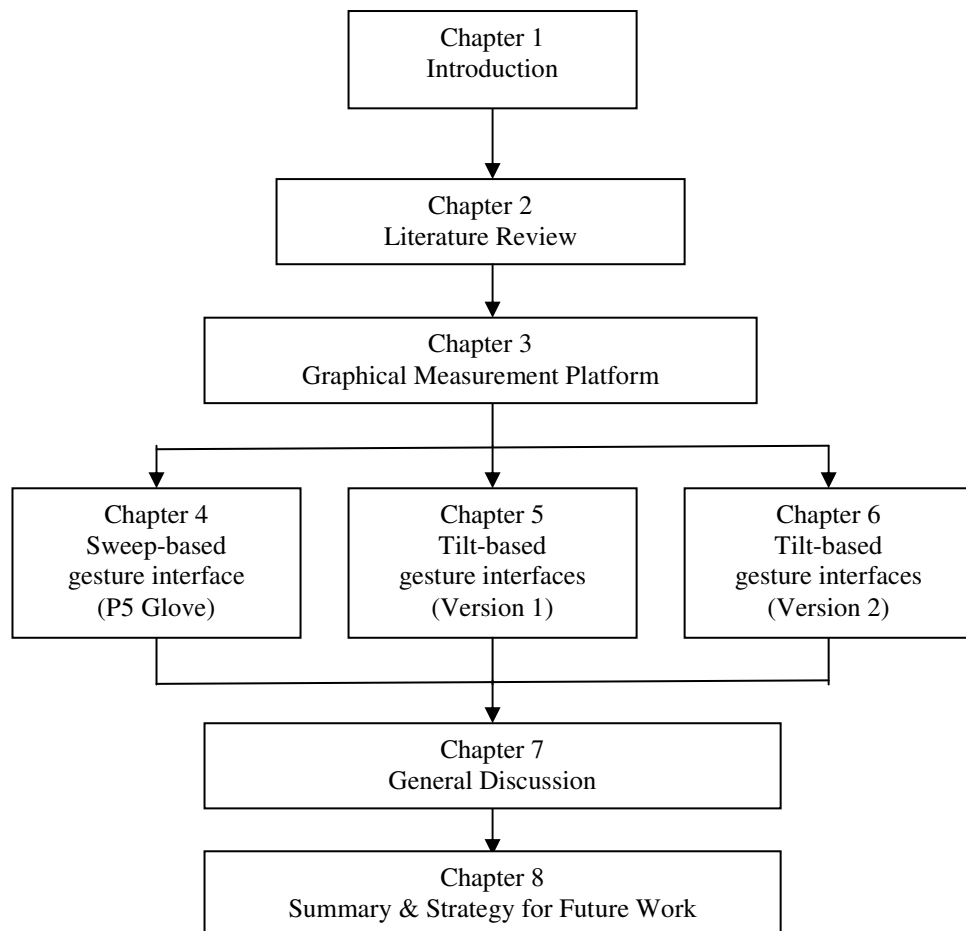 Chapter 1
Introduction
Chapter 2
Literature Review
Chapter 3
Graphical Measurement Platform
Chapter 4
Sweep-based
gesture interface
(P5 Glove)
Chapter 5
Tilt-based
gesture interfaces
(Version 1)
Chapter 6
Tilt-based
gesture interfaces
(Version 2)
Chapter 7
General Discussion
Chapter 8
Summary & Strategy for Future Work